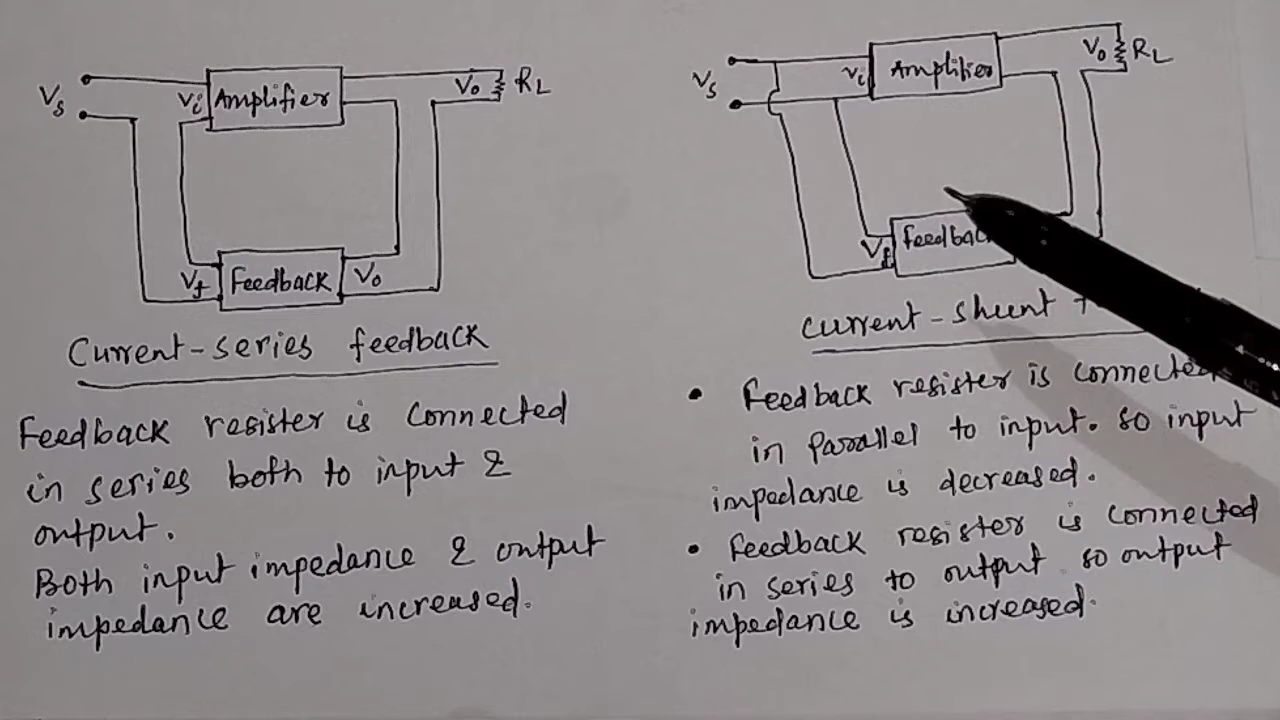 Vs Vi Amplifier Vo RL
Vf Feedback Vo
Current-series feedback
Feedback resister is connected
in series both to input &
output.
Both input impedance & output
impedance are increased.
Vs Vi Amplifier Vo RL
Vf feedbac
Current-shunt
• Feedback resister is connected
in parallel to input. so input
impedance is decreased.
• Feedback resister is connected
in series to output so output
impedance is increased.